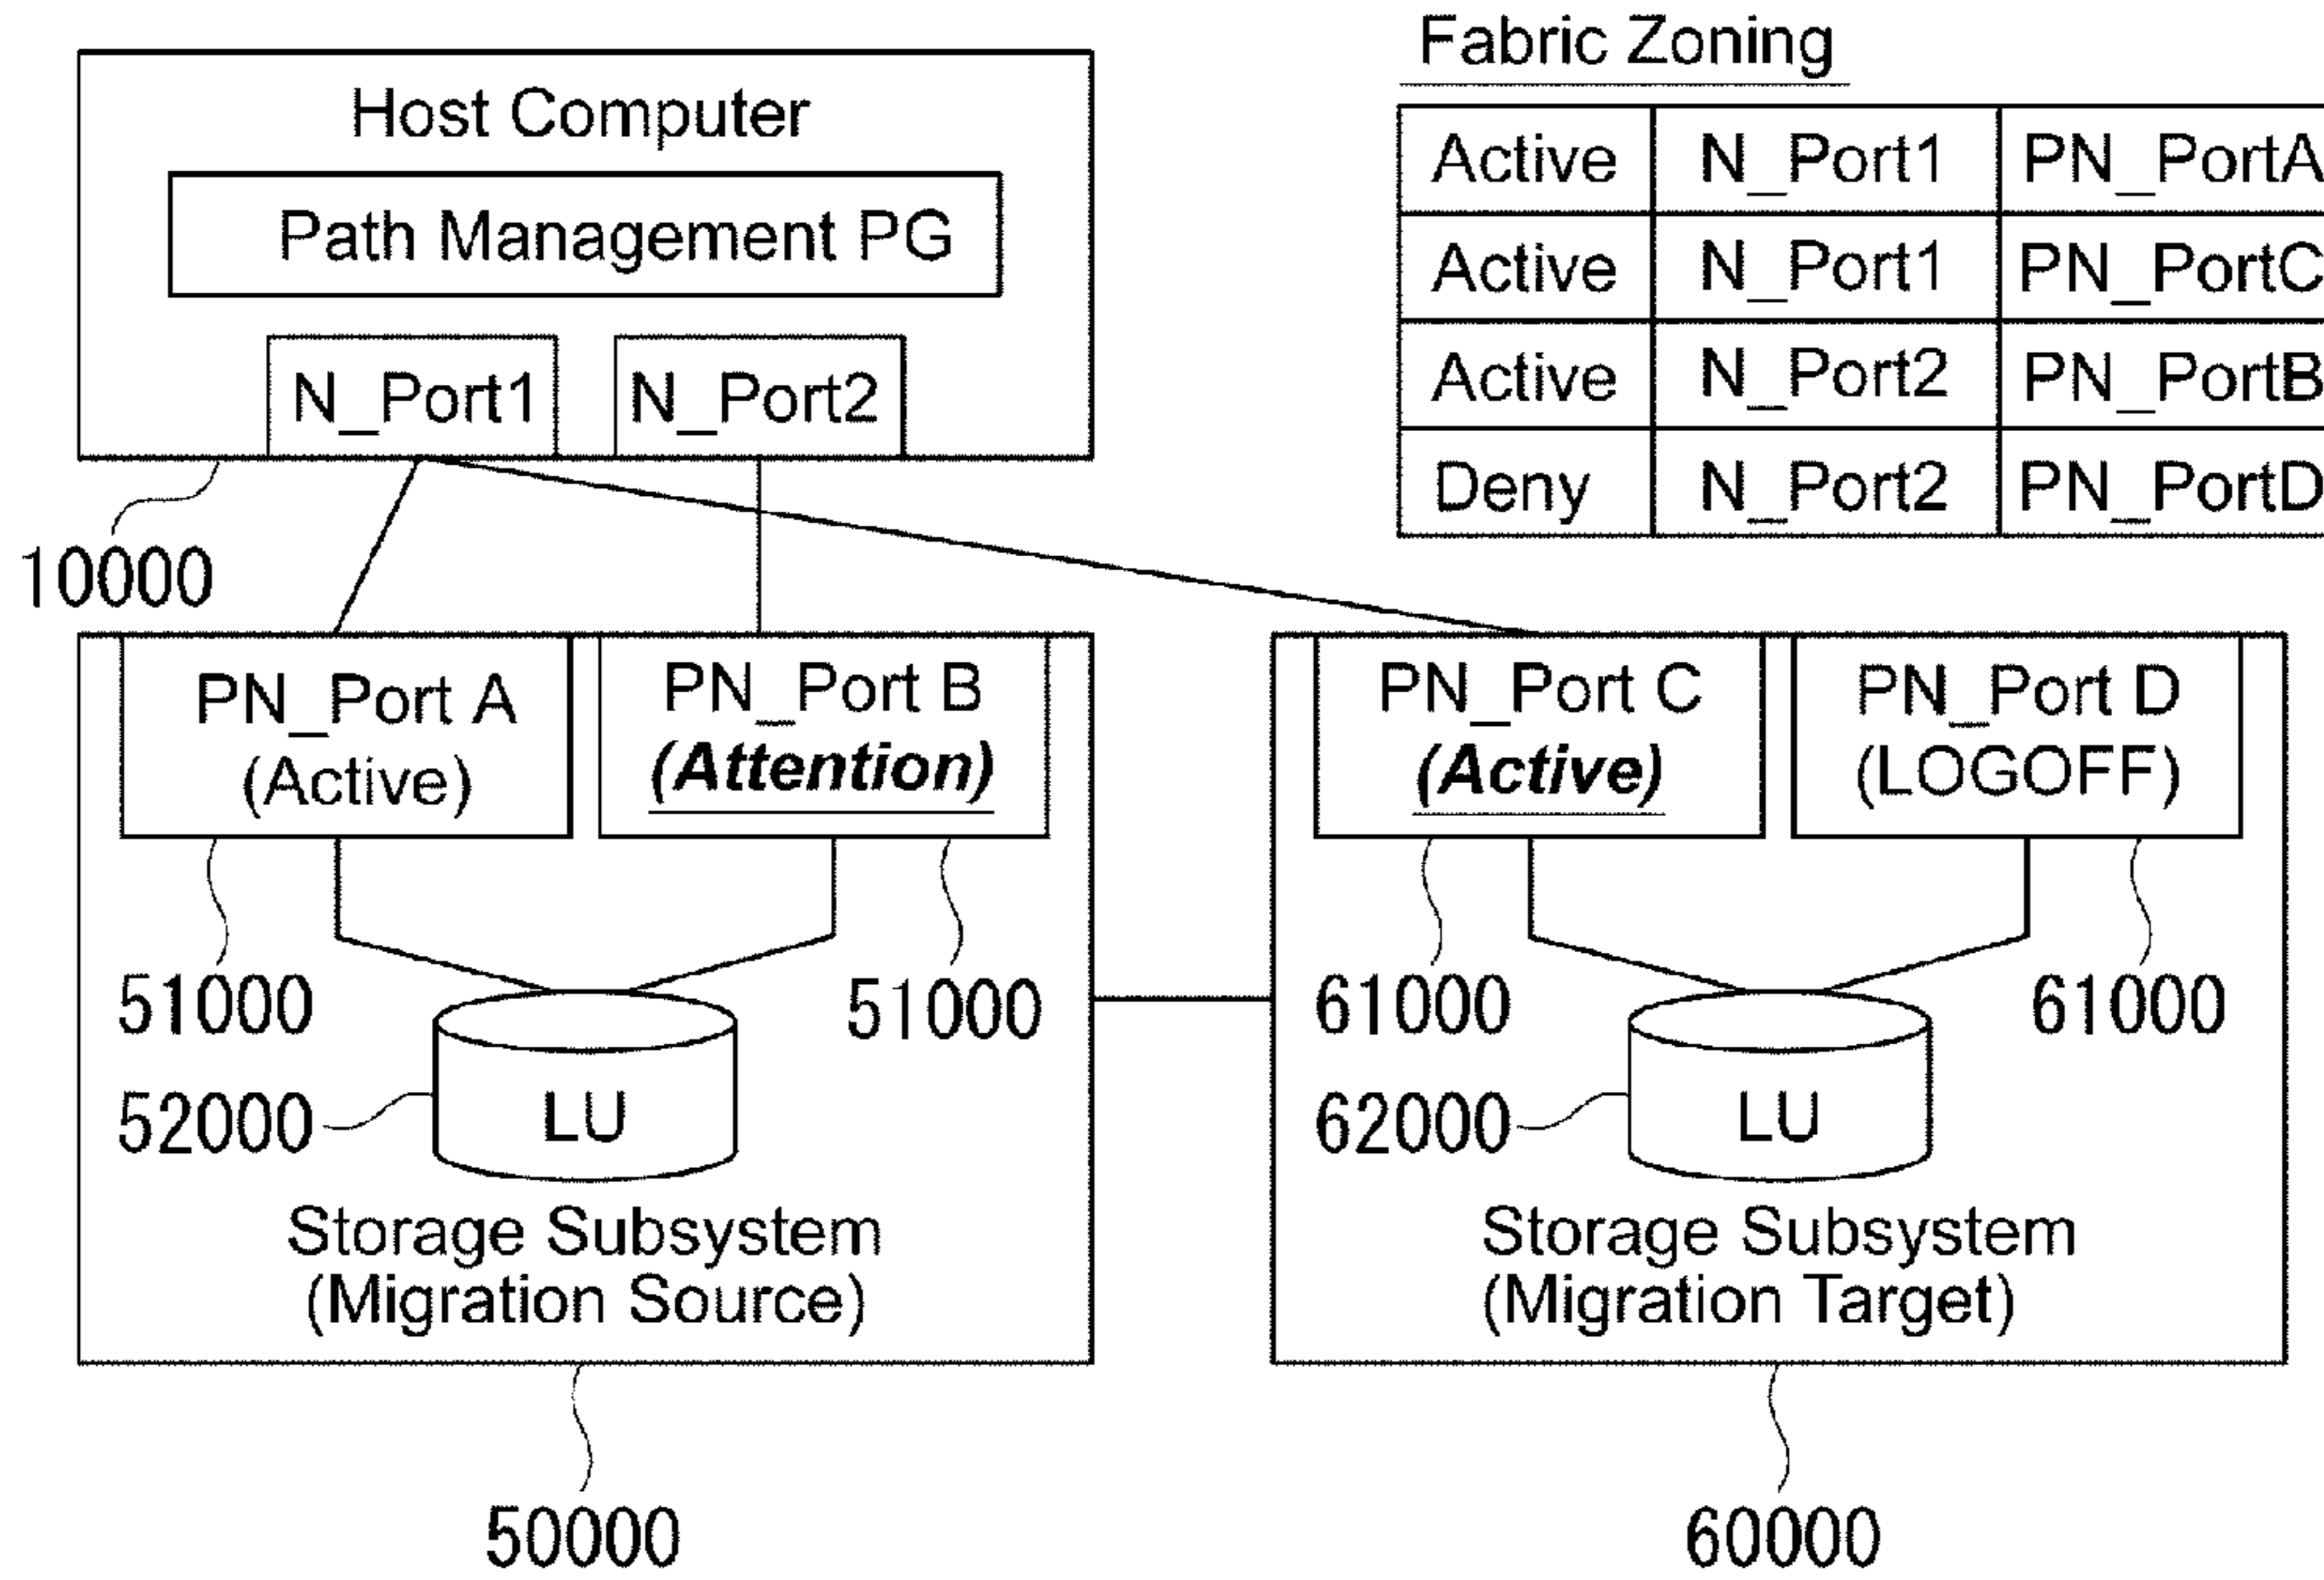 Host Computer
Path Management PG
N_Port1
N_Port2
10000
Fabric Zoning
Active N_Port1 PN_PortA
Active N_Port1 PN_PortC
Active N_Port2 PN_PortB
Deny N_Port2 PN_PortD
PN_Port A
(Active)
PN_Port B
(Attention)
51000
51000
52000
LU
Storage Subsystem
(Migration Source)
50000
PN_Port C
(Active)
PN_Port D
(LOGOFF)
61000
61000
62000
LU
Storage Subsystem
(Migration Target)
60000